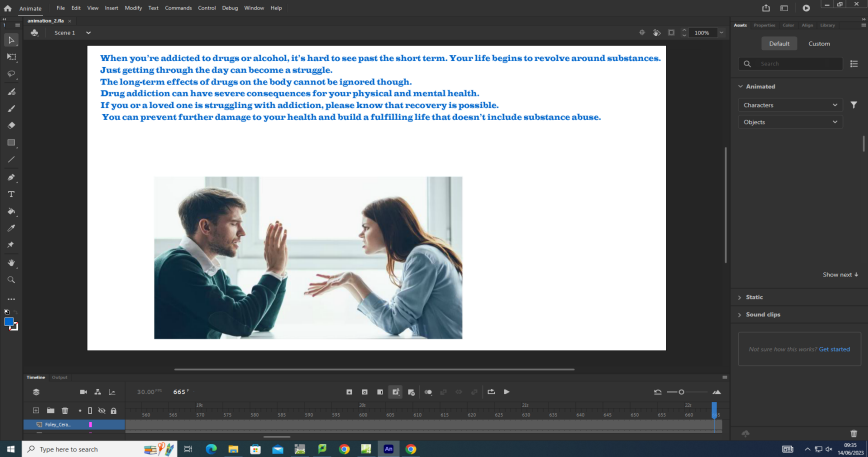 Animate File Edit View Insert Modify Text Commands Control Debug Window Help
animation_2.fla ×
Scene 1
100%
Assets Properties Color Align Library
Default Custom
Search
Animated
Characters
Objects
Show next
Static
Sound clips
Not sure how this works? Get started
When you're addicted to drugs or alcohol, it's hard to see past the short term. Your life begins to revolve around substances.
Just getting through the day can become a struggle.
The long-term effects of drugs on the body cannot be ignored though.
Drug addiction can have severe consequences for your physical and mental health.
If you or a loved one is struggling with addiction, please know that recovery is possible.
You can prevent further damage to your health and build a fulfilling life that doesn't include substance abuse.
Timeline Output
30.00 FPS 665 F
19s 20s 21s 22s
560 565 570 575 580 585 590 595 600 605 610 615 620 625 630 635 640 645 650 655 660
Foley_Cera...
Type here to search
An
09:35
14/06/2023